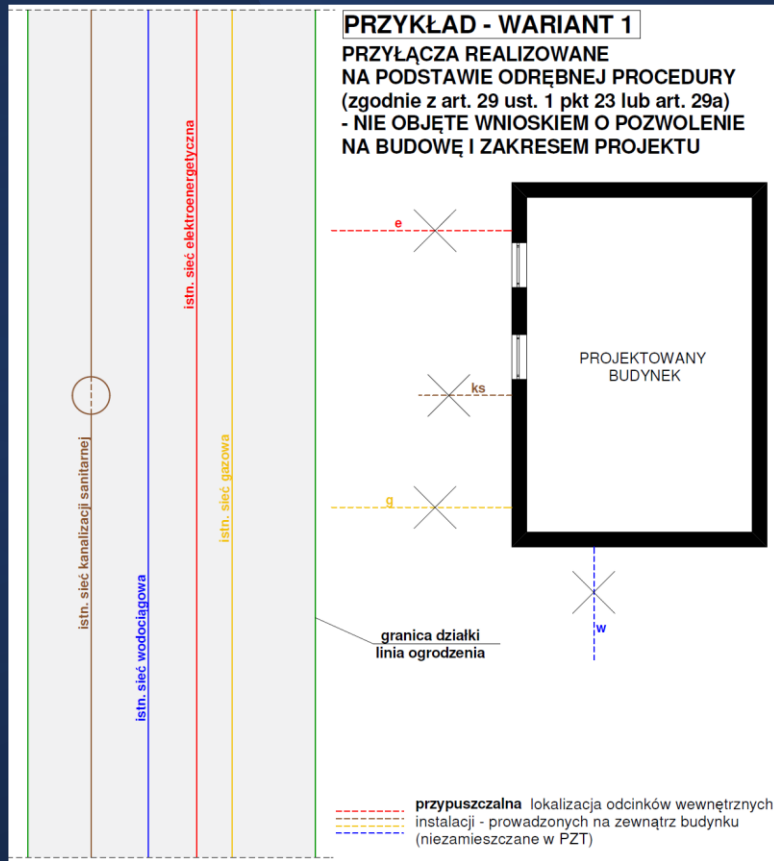 PRZYKŁAD - WARIANT 1
PRZYŁĄCZA REALIZOWANE
NA PODSTAWIE ODRĘBNEJ PROCEDURY
(zgodnie z art. 29 ust. 1 pkt 23 lub art. 29a)
- NIE OBJĘTE WNIOSKIEM O POZWOLENIE
NA BUDOWĘ I ZAKRESEM PROJEKTU
istn. sieć kanalizacji sanitarnej
istn. sieć wodociągowa
istn. sieć elektroenergetyczna
istn. sieć gazowa
e
ks
g
w
PROJEKTOWANY
BUDYNEK
granica działki
linia ogrodzenia
przypuszczalna lokalizacja odcinków wewnętrznych
instalacji - prowadzonych na zewnątrz budynku
(niezamieszczane w PZT)